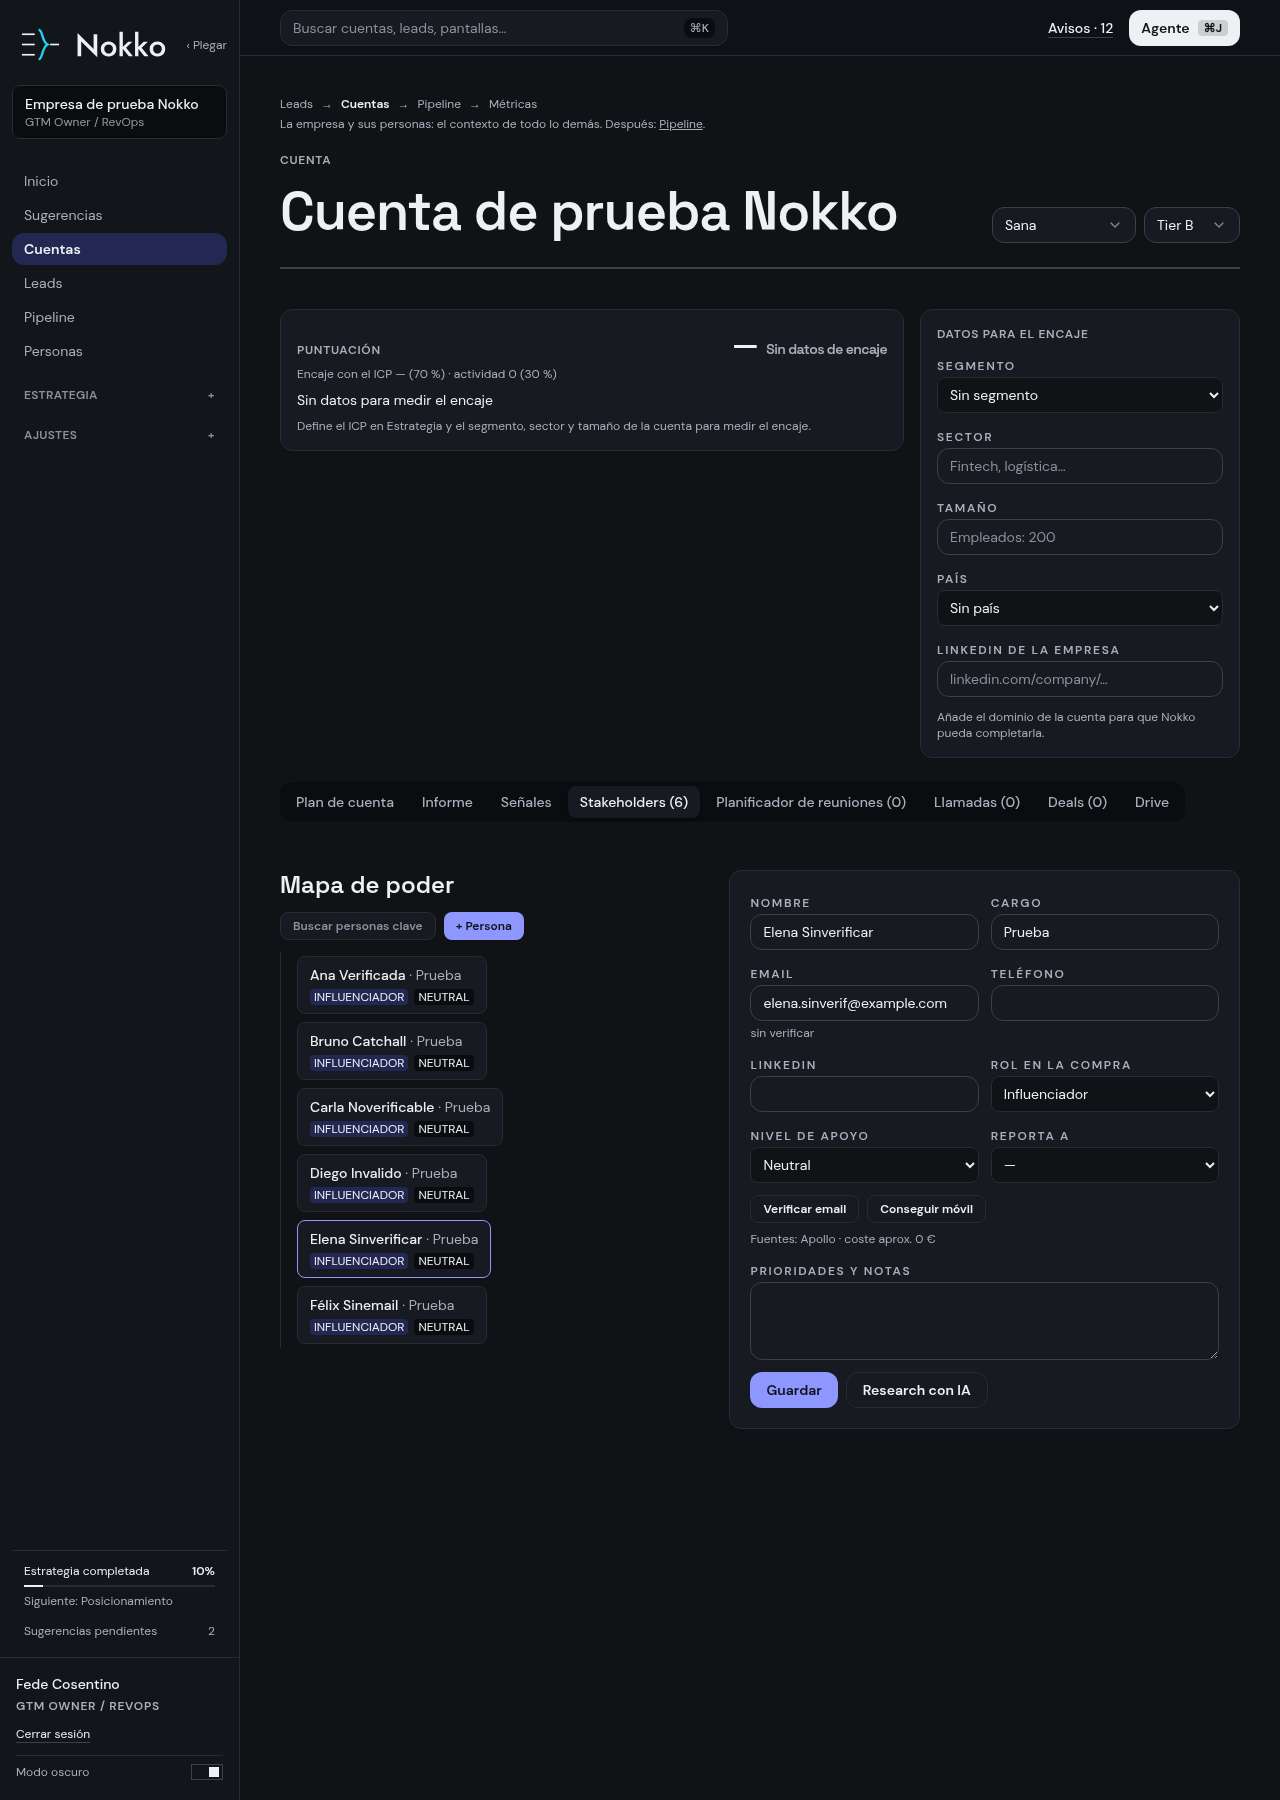 Nokko
‹ Plegar
Empresa de prueba Nokko
GTM Owner / RevOps
Inicio
Sugerencias
Cuentas
Leads
Pipeline
Personas
ESTRATEGIA +
AJUSTES +
Estrategia completada 10%
Siguiente: Posicionamiento
Sugerencias pendientes 2
Fede Cosentino
GTM OWNER / REVOPS
Cerrar sesión
Modo oscuro
Buscar cuentas, leads, pantallas... ⌘K
Avisos · 12
Agente ⌘J
Leads → Cuentas → Pipeline → Métricas
La empresa y sus personas: el contexto de todo lo demás. Después: Pipeline.
CUENTA
Cuenta de prueba Nokko
Sana
Tier B
PUNTUACIÓN
— Sin datos de encaje
Encaje con el ICP — (70 %) · actividad 0 (30 %)
Sin datos para medir el encaje
Define el ICP en Estrategia y el segmento, sector y tamaño de la cuenta para medir el encaje.
DATOS PARA EL ENCAJE
SEGMENTO
Sin segmento
SECTOR
Fintech, logística...
TAMAÑO
Empleados: 200
PAÍS
Sin país
LINKEDIN DE LA EMPRESA
linkedin.com/company/...
Añade el dominio de la cuenta para que Nokko
pueda completarla.
Plan de cuenta Informe Señales Stakeholders (6) Planificador de reuniones (0) Llamadas (0) Deals (0) Drive
Mapa de poder
Buscar personas clave
+ Persona
Ana Verificada · Prueba
INFLUENCIADOR NEUTRAL
Bruno Catchall · Prueba
INFLUENCIADOR NEUTRAL
Carla Noverificable · Prueba
INFLUENCIADOR NEUTRAL
Diego Invalido · Prueba
INFLUENCIADOR NEUTRAL
Elena Sinverificar · Prueba
INFLUENCIADOR NEUTRAL
Félix Sinemail · Prueba
INFLUENCIADOR NEUTRAL
NOMBRE CARGO
Elena Sinverificar Prueba
EMAIL TELÉFONO
elena.sinverif@example.com
sin verificar
LINKEDIN ROL EN LA COMPRA
Influenciador
NIVEL DE APOYO REPORTA A
Neutral —
Verificar email Conseguir móvil
Fuentes: Apollo · coste aprox. 0 €
PRIORIDADES Y NOTAS
Guardar Research con IA